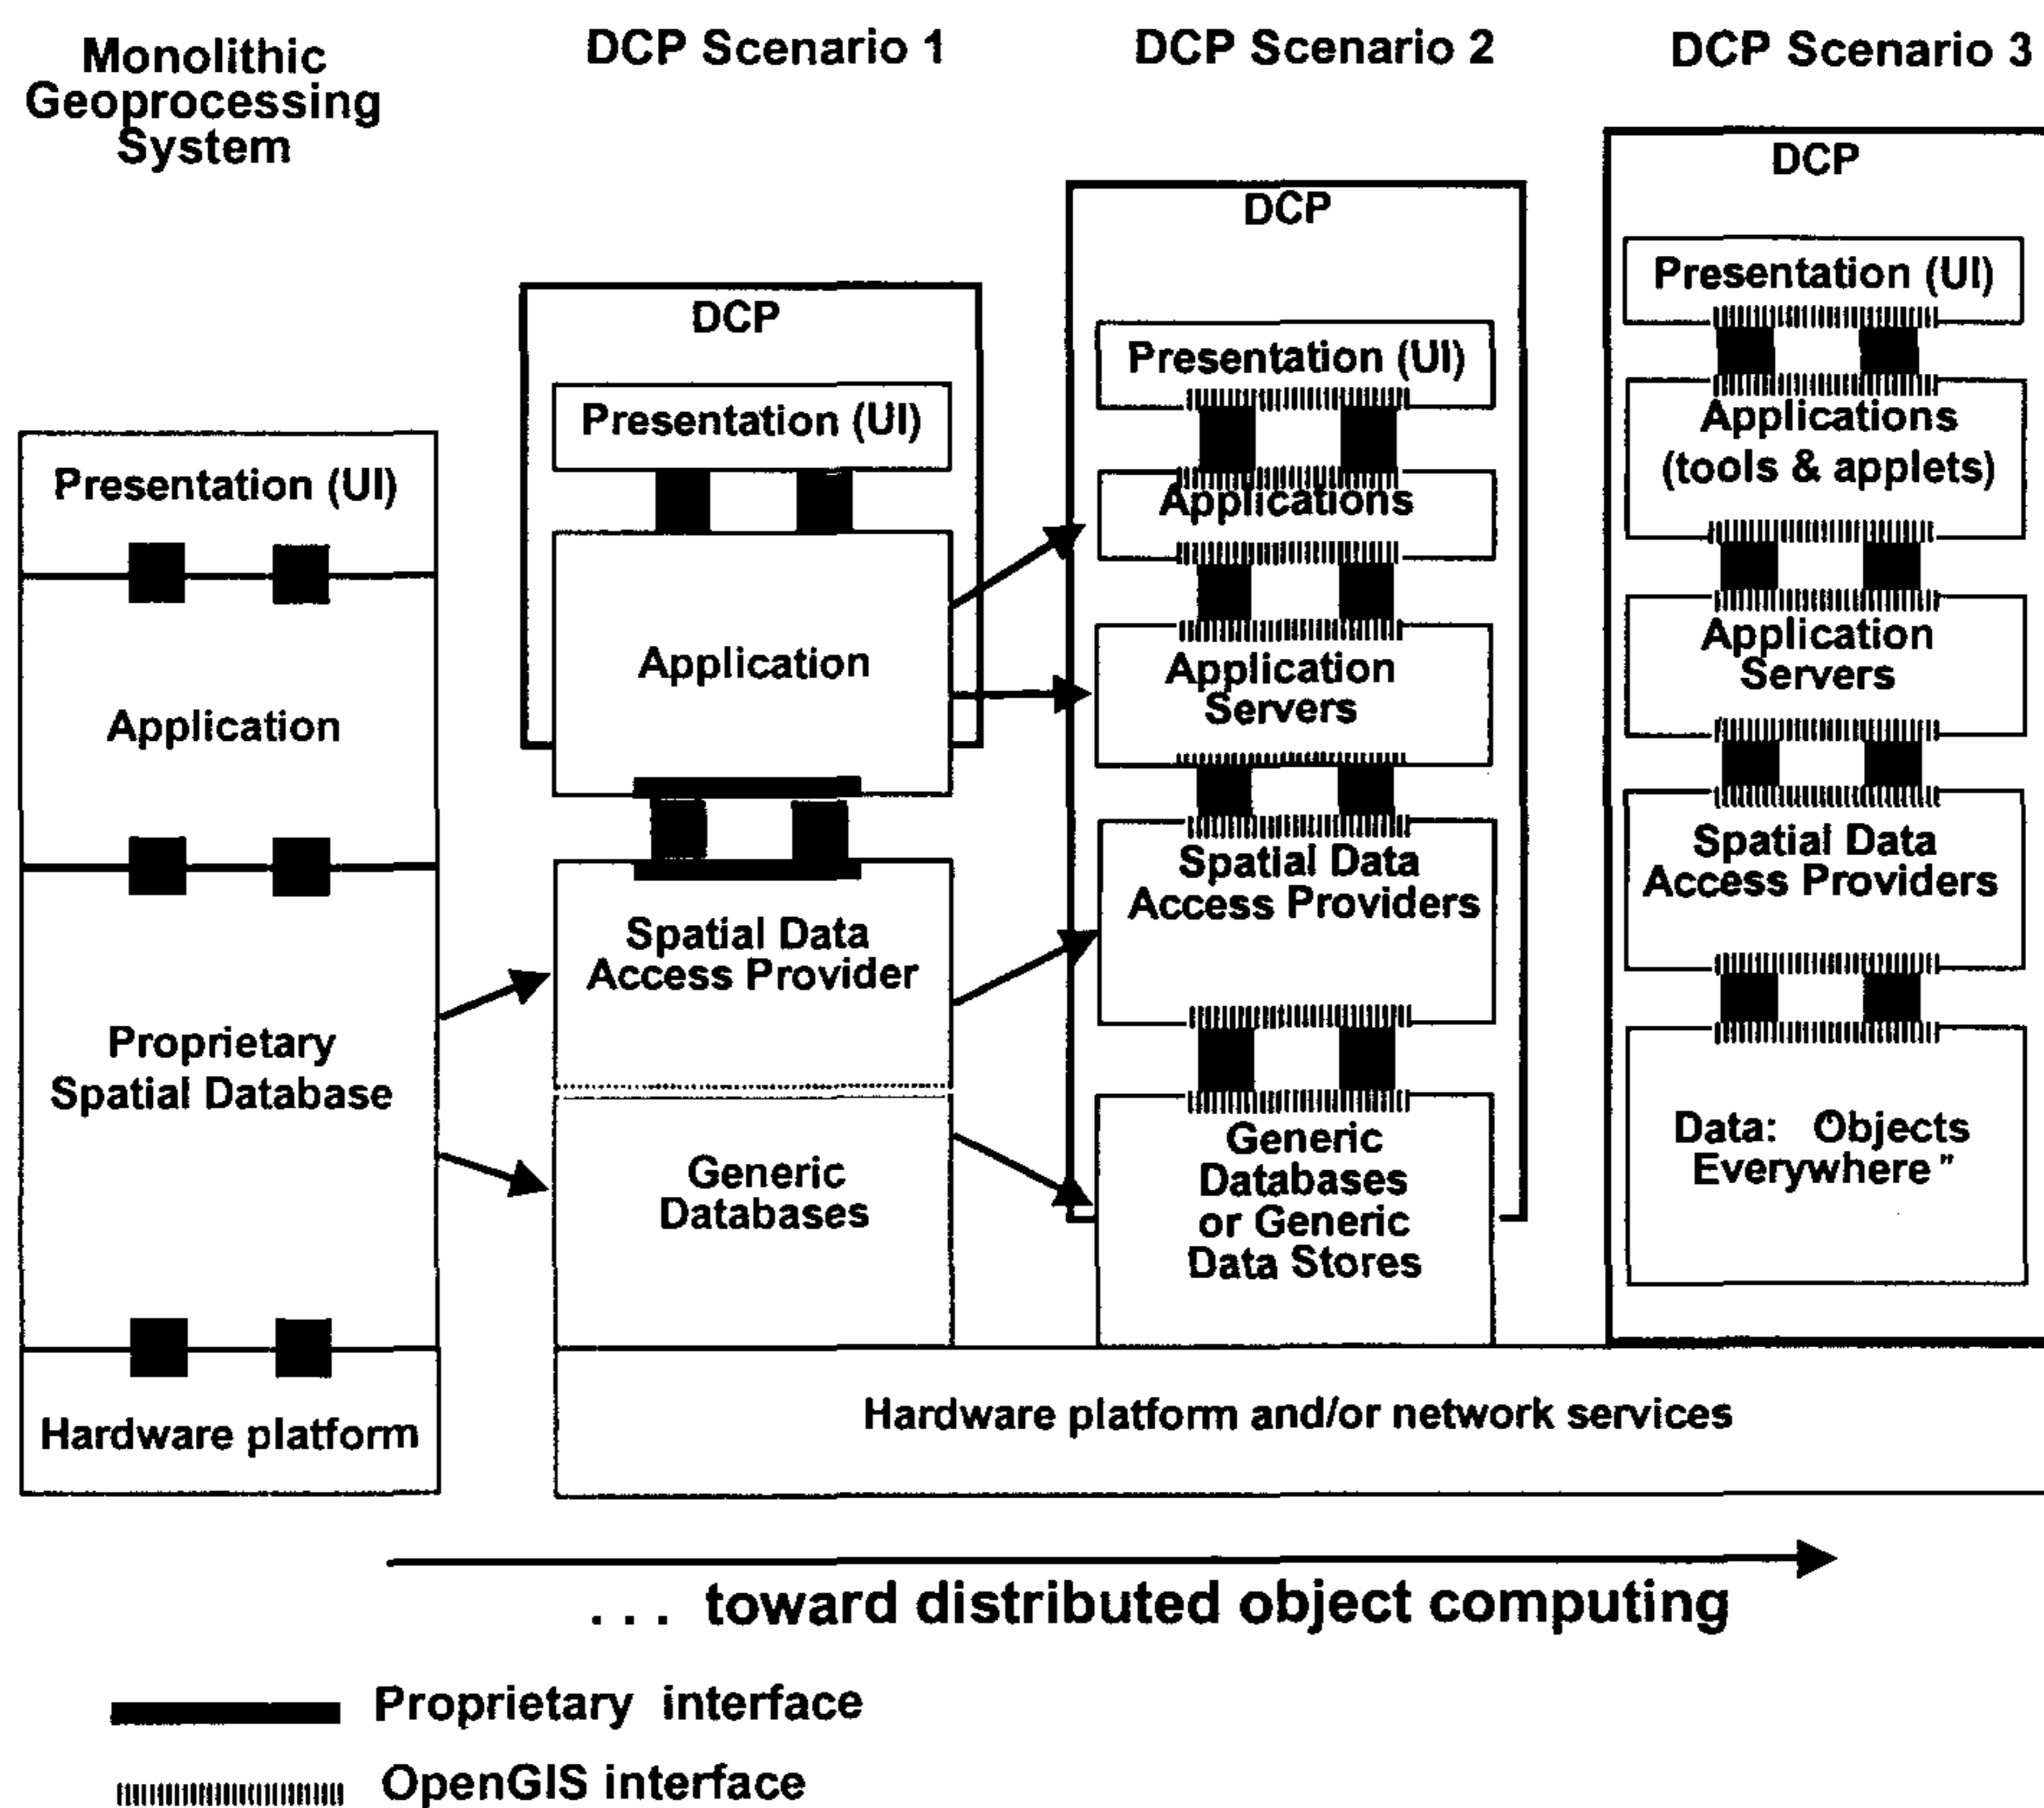 Monolithic
Geoprocessing
System
DCP Scenario 1
DCP Scenario 2
DCP Scenario 3
Presentation (UI)
Application
Proprietary
Spatial Database
Hardware platform
DCP
Presentation (UI)
Application
Spatial Data
Access Provider
Generic
Databases
DCP
Presentation (UI)
Applications
Application
Servers
Spatial Data
Access Providers
Generic
Databases
or Generic
Data Stores
DCP
Presentation (UI)
Applications
(tools & applets)
Application
Servers
Spatial Data
Access Providers
Data: “Objects
Everywhere”
Hardware platform and/or network services
. . . toward distributed object computing
Proprietary interface
OpenGIS interface